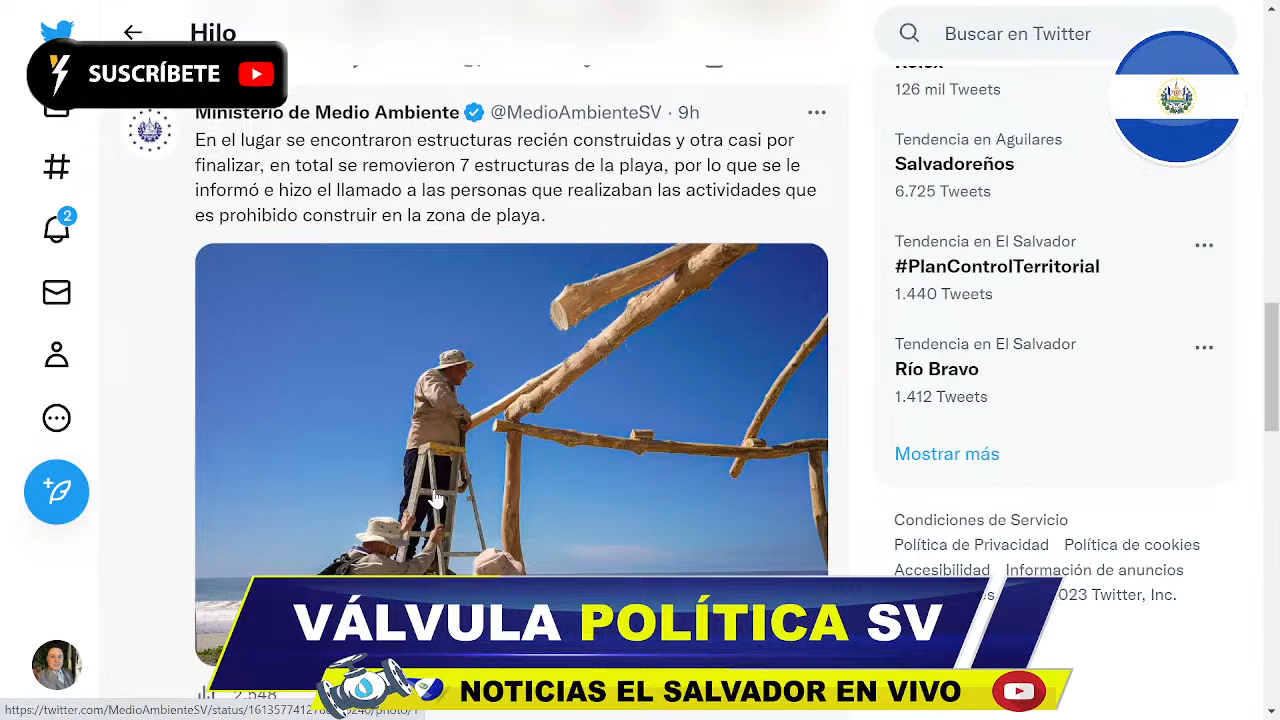 Hilo
Buscar en Twitter
SUSCRÍBETE
126 mil Tweets
Ministerio de Medio Ambiente @MedioAmbienteSV · 9h
En el lugar se encontraron estructuras recién construidas y otra casi por
finalizar, en total se removieron 7 estructuras de la playa, por lo que se le
informó e hizo el llamado a las personas que realizaban las actividades que
es prohibido construir en la zona de playa.
Tendencia en Aguilares
Salvadoreños
6.725 Tweets
2
Tendencia en El Salvador
#PlanControlTerritorial
1.440 Tweets
Tendencia en El Salvador
Río Bravo
1.412 Tweets
Mostrar más
Condiciones de Servicio
Política de Privacidad Política de cookies
Accesibilidad Información de anuncios
023 Twitter, Inc.
VÁLVULA POLÍTICA SV
NOTICIAS EL SALVADOR EN VIVO
2.548